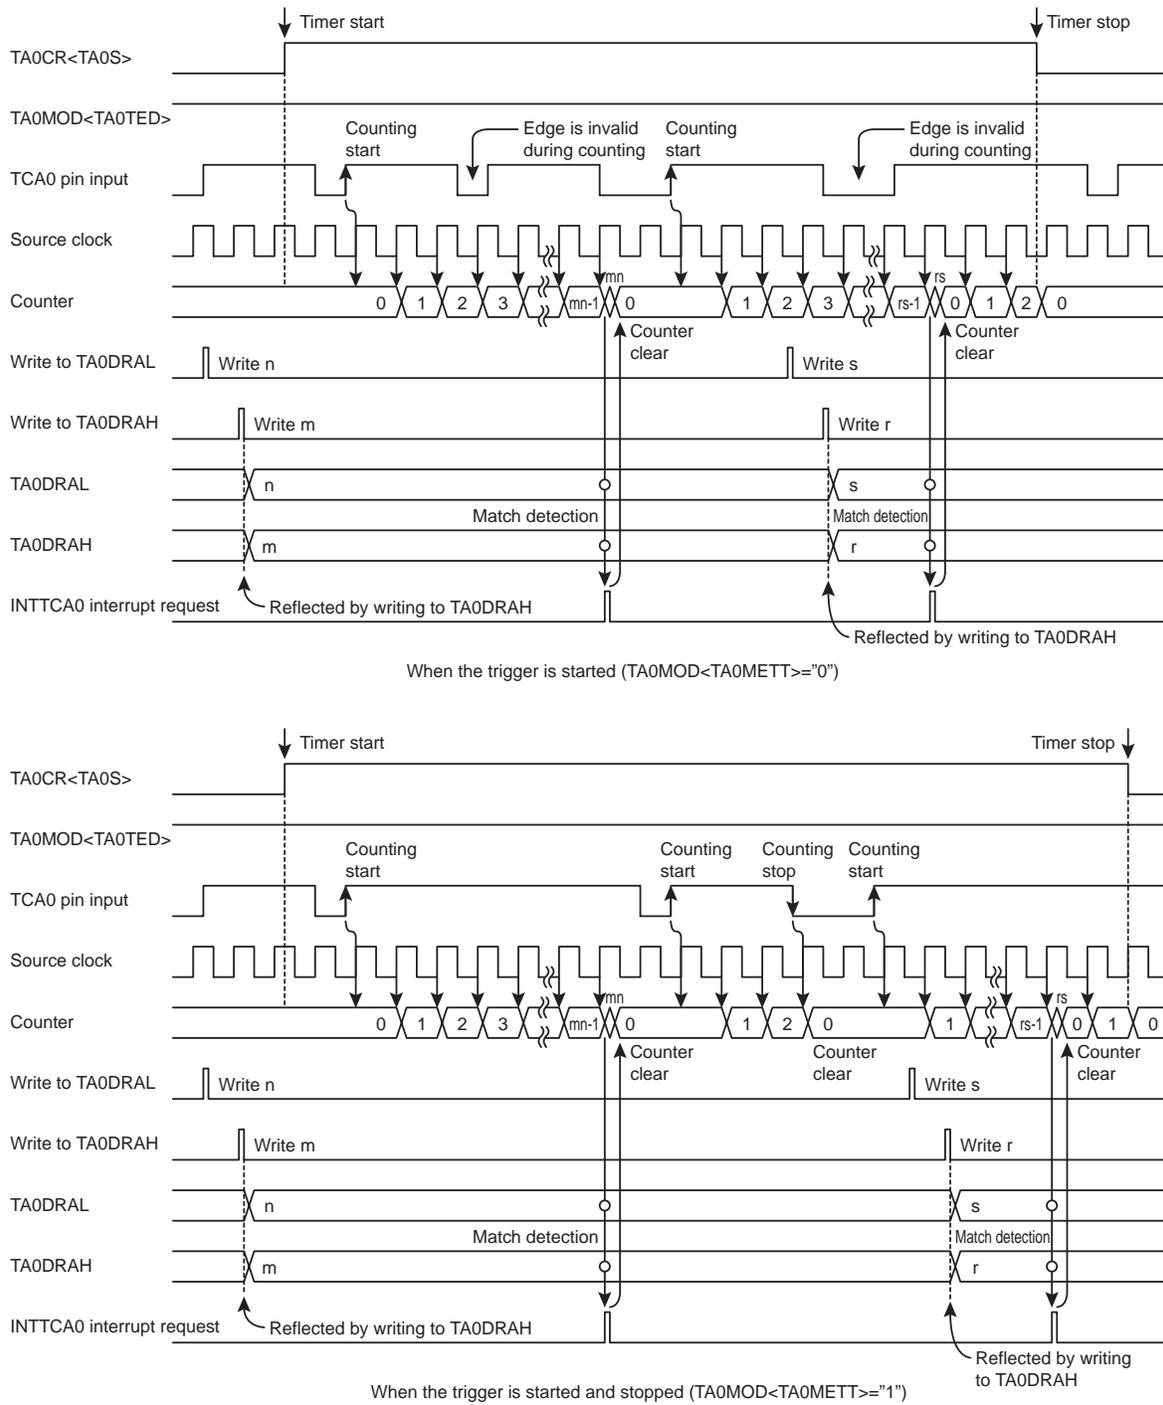 Timer start
Timer stop
TA0CR<TA0S>
TA0MOD<TA0TED>
Counting
start
Edge is invalid
during counting
Counting
start
Edge is invalid
during counting
TCA0 pin input
Source clock
mn
rs
Counter
0 1 2 3 mn-1 0 1 2 3 rs-1 0 1 2 0
Counter
clear
Counter
clear
Write to TA0DRAL
Write n
Write s
Write to TA0DRAH
Write m
Write r
TA0DRAL
n
s
Match detection
Match detection
TA0DRAH
m
r
INTTCA0 interrupt request
Reflected by writing to TA0DRAH
Reflected by writing to TA0DRAH
When the trigger is started (TA0MOD<TA0METT>=”0”)
Timer start
Timer stop
TA0CR<TA0S>
TA0MOD<TA0TED>
Counting
start
Counting
start
Counting
stop
Counting
start
TCA0 pin input
Source clock
mn
rs
Counter
0 1 2 3 mn-1 0 1 2 0 1 rs-1 0 1 0
Counter
clear
Counter
clear
Counter
clear
Write to TA0DRAL
Write n
Write s
Write to TA0DRAH
Write m
Write r
TA0DRAL
n
s
Match detection
Match detection
TA0DRAH
m
r
INTTCA0 interrupt request
Reflected by writing to TA0DRAH
Reflected by writing
to TA0DRAH
When the trigger is started and stopped (TA0MOD<TA0METT>=”1”)